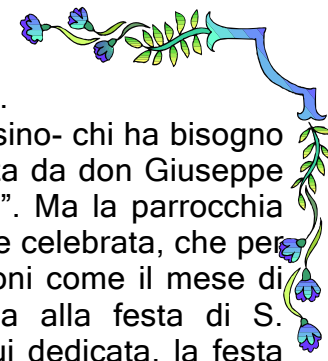 .
sino- chi ha bisogno
ta da don Giuseppe
”. Ma la parrocchia
e celebrata, che per
oni come il mese di
a alla festa di S.
ui dedicata, la festa